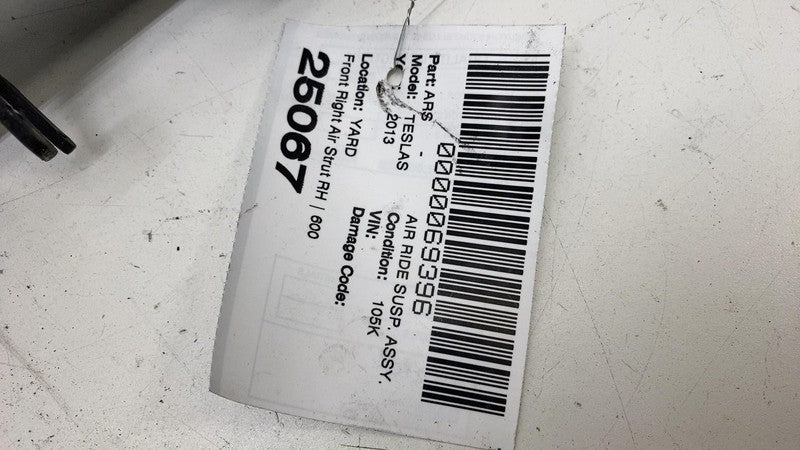 0000069396
Part: ARS - AIR RIDE SUSP. ASSY.
Model: TESLAS Condition: 105K
2013 VIN:
Location: YARD Damage Code:
Front Right Air Strut RH | 600
25067